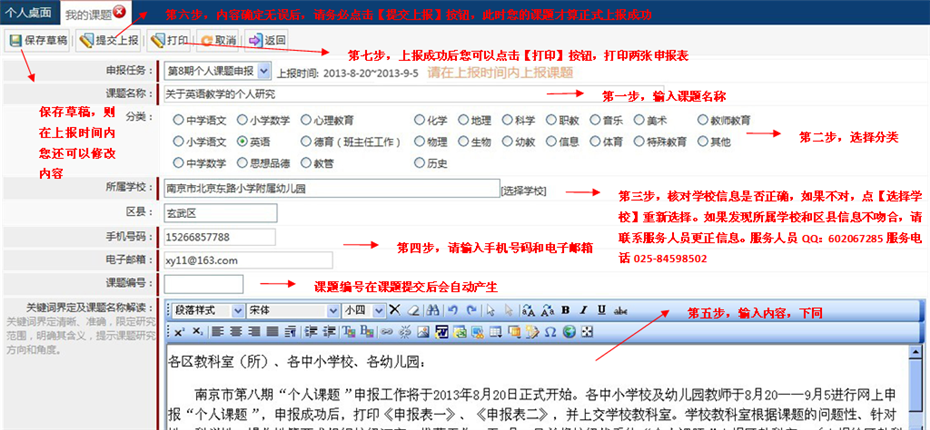 个人桌面 我的课题 第六步，内容确定无误后，请务必点击【提交上报】按钮，此时您的课题才算正式上报成功
保存草稿 提交上报 打印 取消 返回
第七步，上报成功后您可以点击【打印】按钮，打印两张申报表
申报任务： 第8期个人课题申报 上报时间: 2013-8-20~2013-9-5 请在上报时间内上报课题
课题名称： 关于英语教学的个人研究 第一步，输入课题名称
保存草稿，则
在上报时间内
您还可以修改
内容
分类： 中学语文 小学数学 心理教育 化学 地理 科学 职教 音乐 美术 教师教育
小学语文 英语 德育（班主任工作） 物理 生物 幼教 信息 体育 特殊教育 其他
中学数学 思想品德 教管 历史
第二步，选择分类
所属学校： 南京市北京东路小学附属幼儿园 [选择学校]
第三步，核对学校信息是否正确，如果不对，点【选择学
校】重新选择。如果发现所属学校和区县信息不吻合，请
联系服务人员更正信息。服务人员 QQ：602067285 服务电
话 025-84598502
区县： 玄武区
手机号码： 15266857788
第四步，请输入手机号码和电子邮箱
电子邮箱： xy11@163.com
课题编号： 课题编号在课题提交后会自动产生
关键词界定及课题名称解读：
关键词界定清晰、准确，限定研究
范围，明确其含义，提示课题研究
方向和角度。
段落样式 宋体 小四 B I U abc
第五步，输入内容，下同
各区教科室（所）、各中小学校、各幼儿园：
南京市第八期“个人课题”申报工作将于2013年8月20日正式开始。各中小学校及幼儿园教师于8月20——9月5进行网上申
报“个人课题”，申报成功后，打印《申报表一》、《申报表二》，并上交学校教科室。学校教科室根据课题的问题性、针对